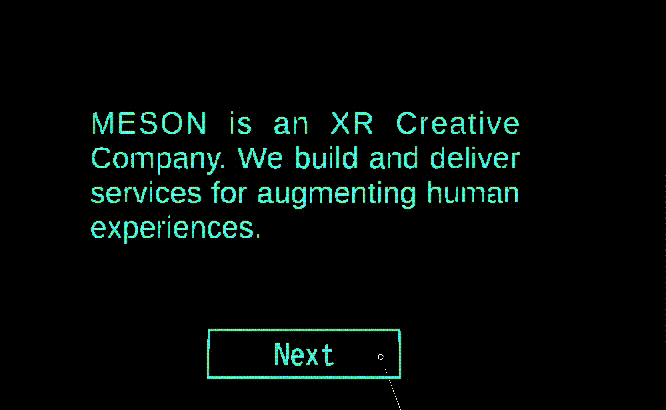 MESON is an XR Creative
Company. We build and deliver
services for augmenting human
experiences.
Next